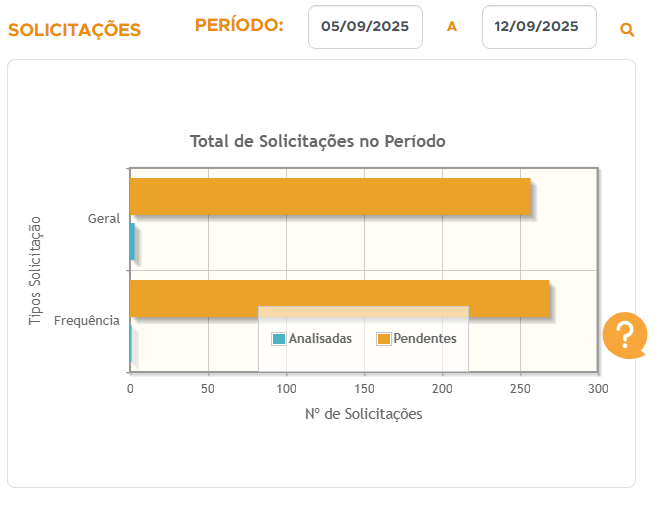 SOLICITAÇÕES
PERÍODO: 05/09/2025 A 12/09/2025
Total de Solicitações no Período
Tipos Solicitação
Geral
Frequência
Analisadas Pendentes
0 50 100 150 200 250 300
Nº de Solicitações
?